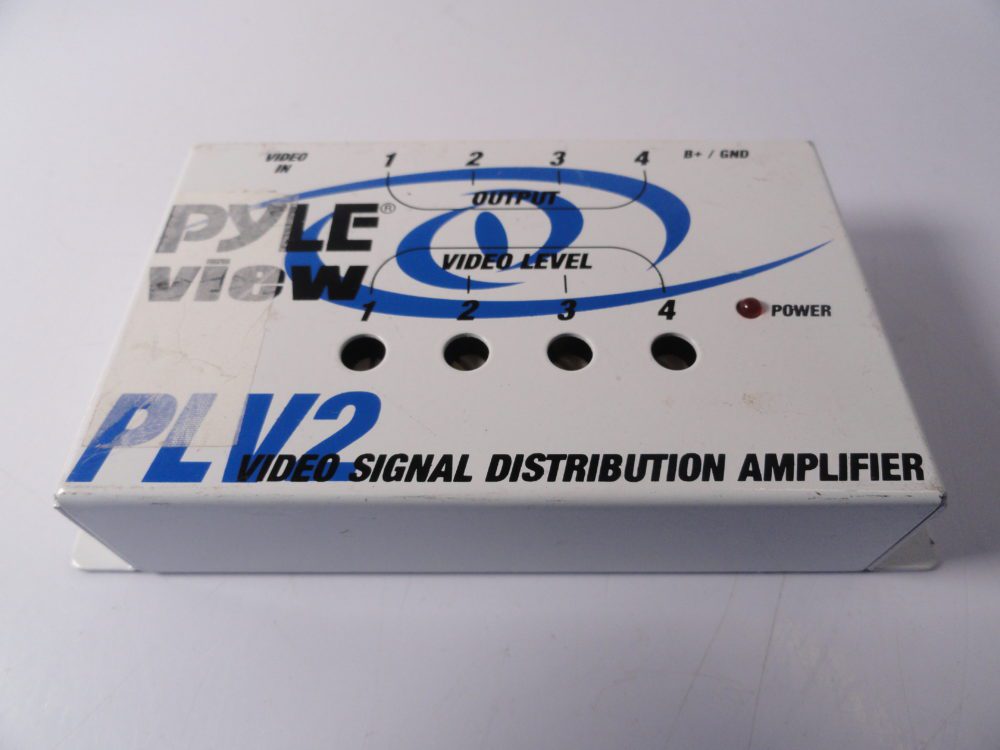 VIDEO IN
1 2 3 4
B+ / GND
OUTPUT
PYLE®
view
VIDEO LEVEL
1 2 3 4
POWER
PLV2
VIDEO SIGNAL DISTRIBUTION AMPLIFIER